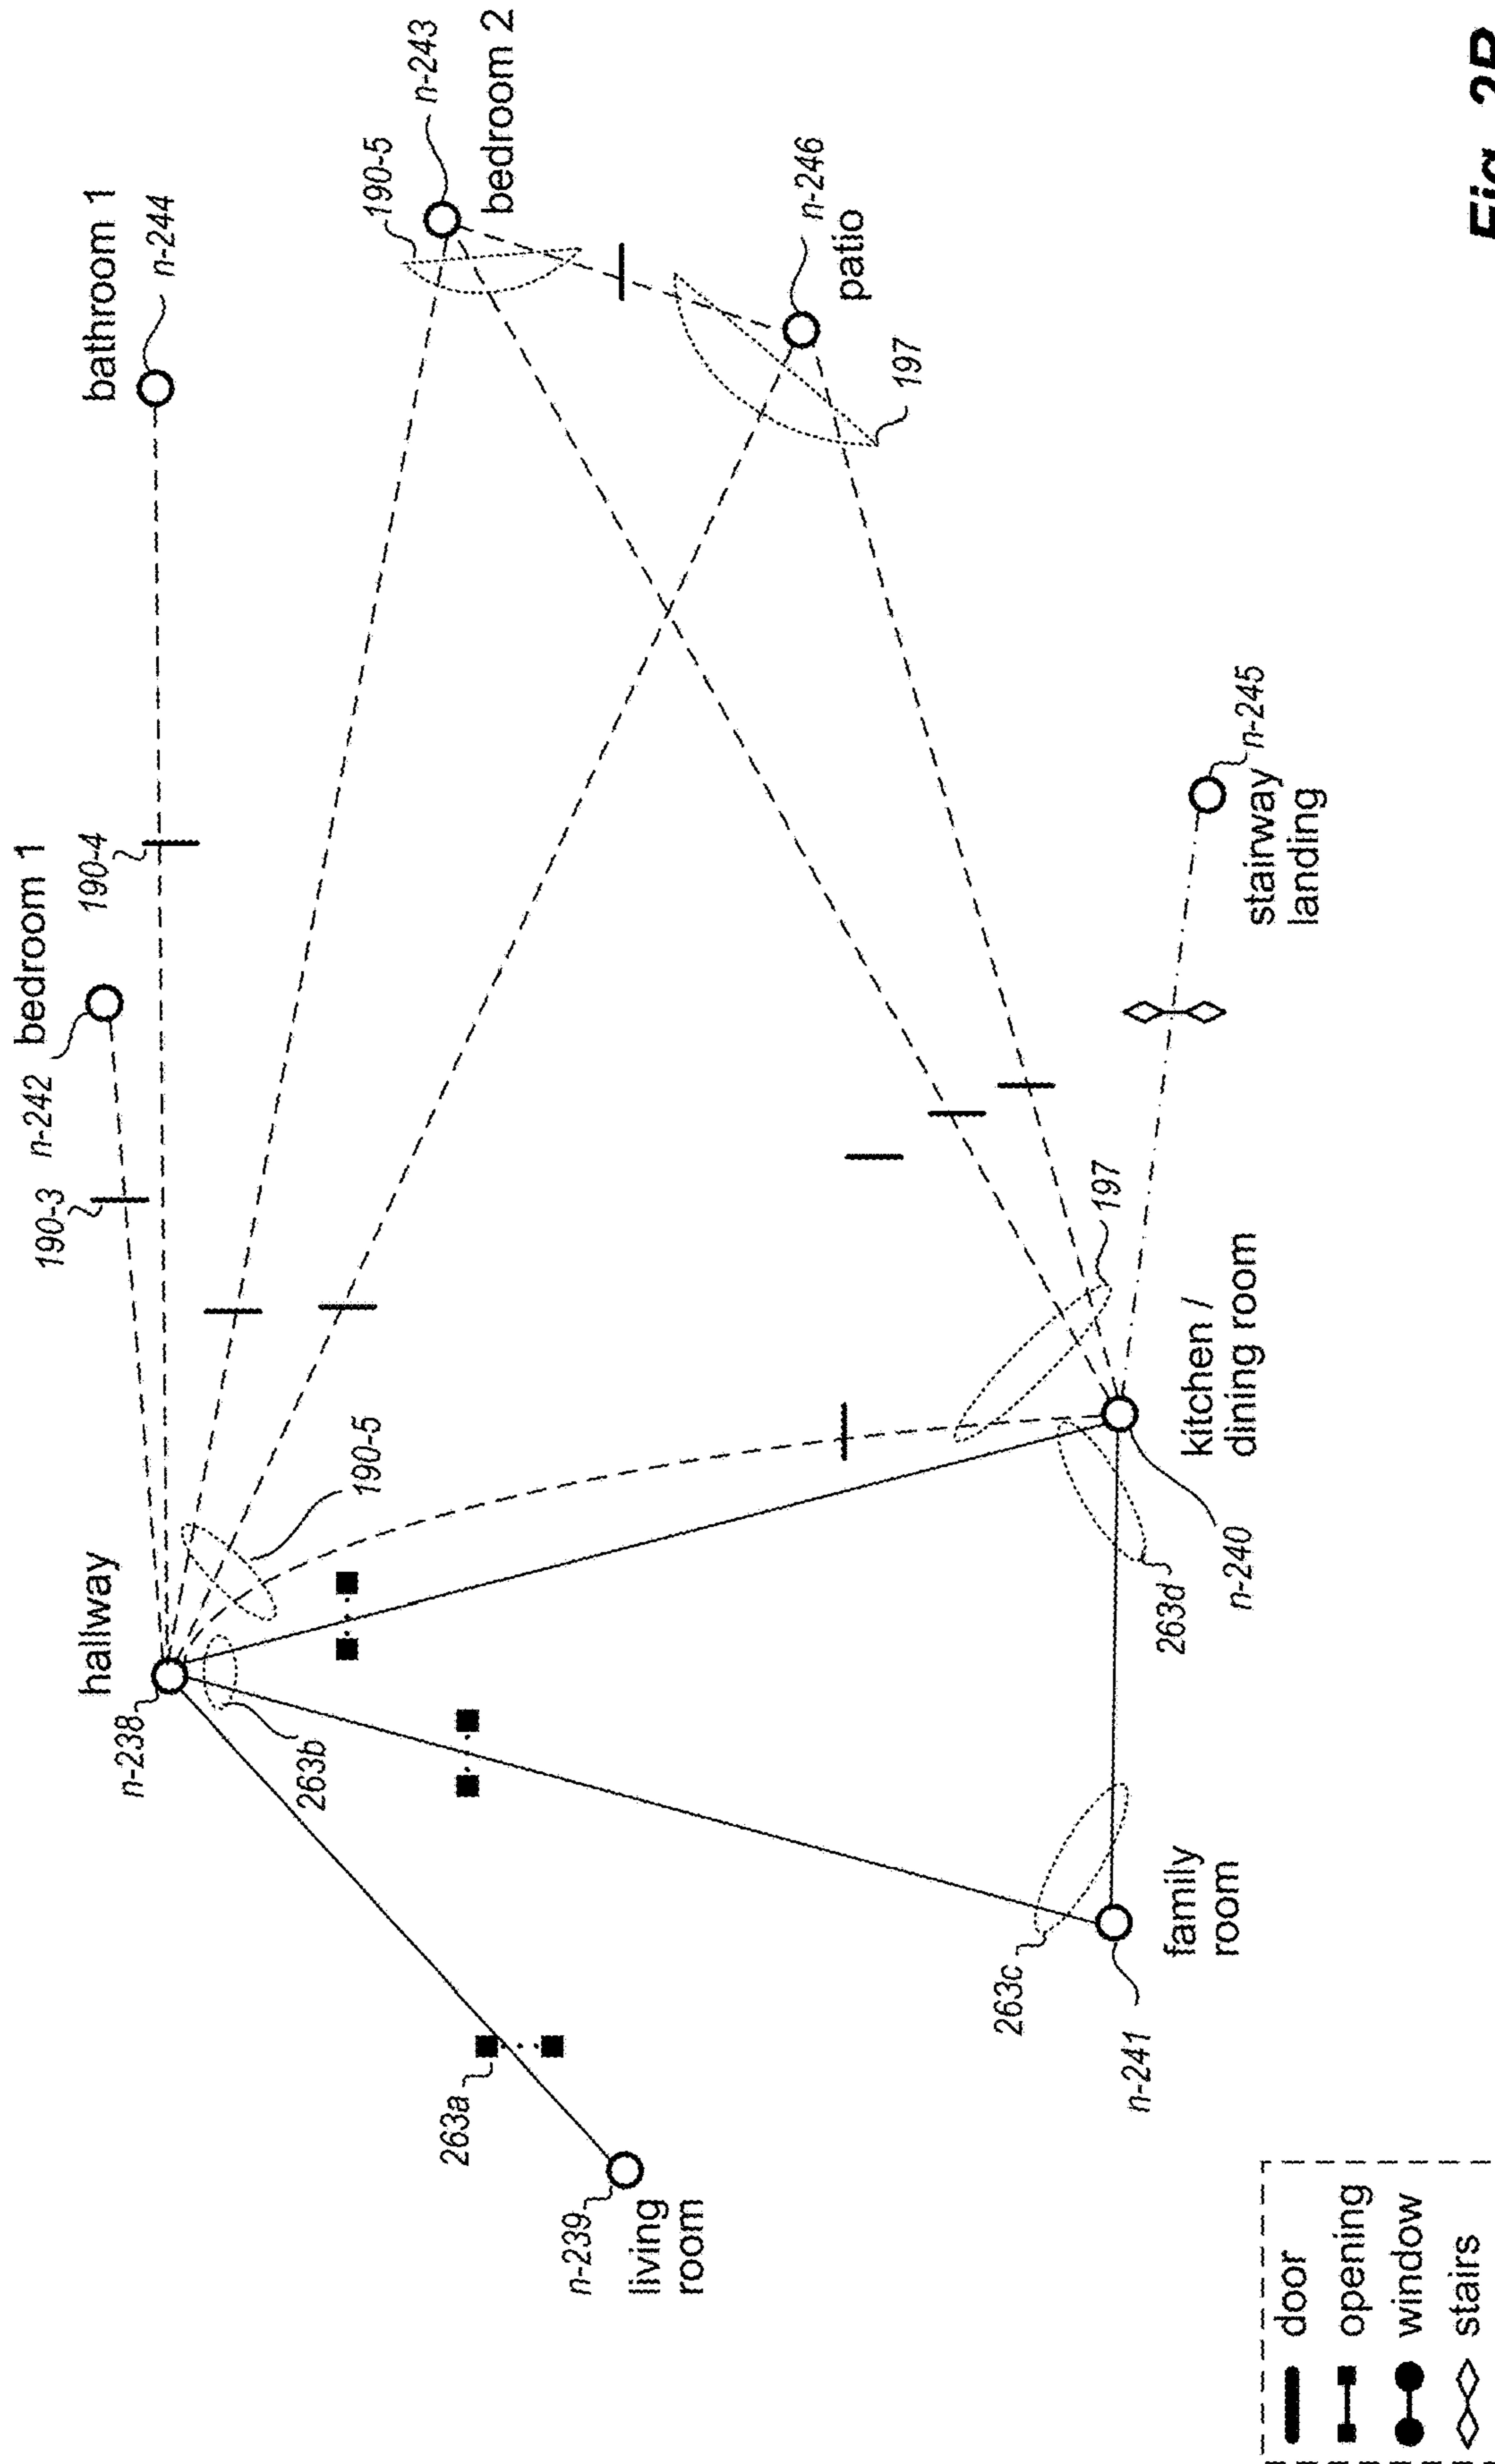 bathroom 1
n-244
bedroom 1
n-242
190-3
190-4
hallway
n-238
190-5
263b
n-243
bedroom 2
190-5
n-246
patio
197
263a
n-239
living
room
263c
n-241
family
room
263d
n-240
kitchen /
dining room
197
n-245
stairway
landing
door
opening
window
stairs